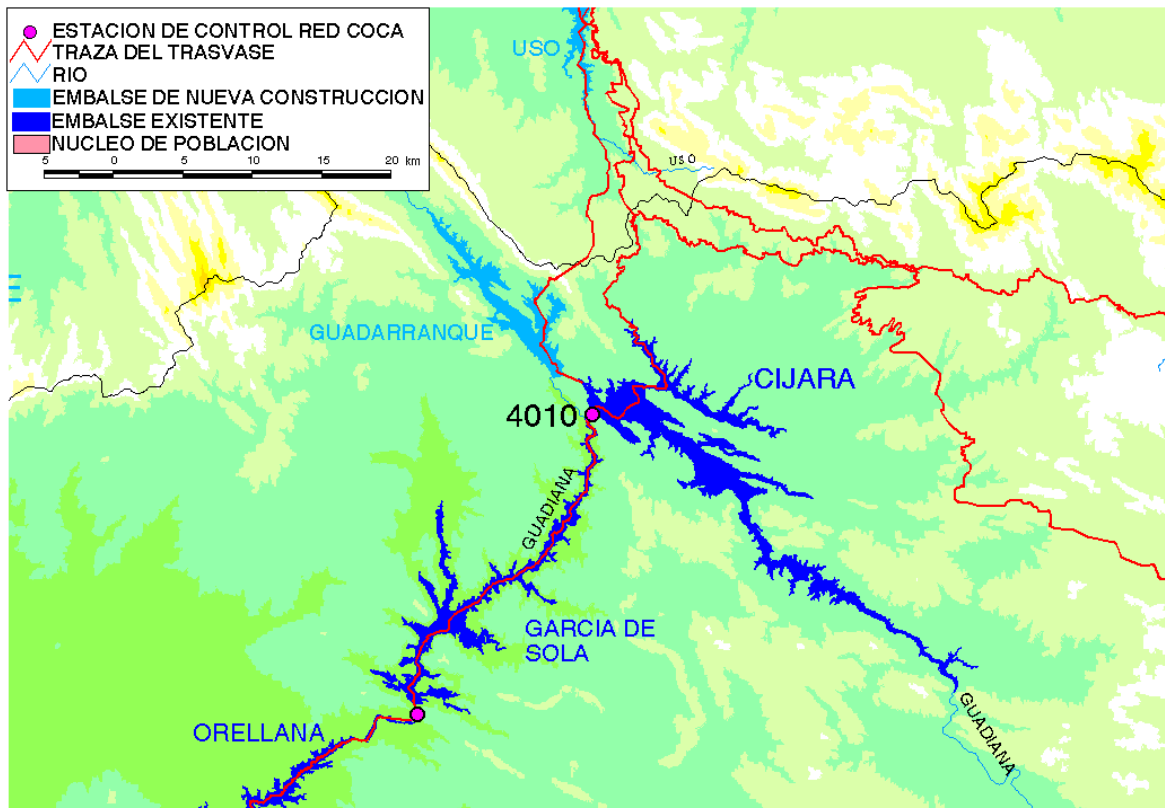 ESTACION DE CONTROL RED COCA
TRAZA DEL TRASVASE
RIO
EMBALSE DE NUEVA CONSTRUCCION
EMBALSE EXISTENTE
NUCLEO DE POBLACION
5 0 5 10 15 20 km
USO
USO
GUADARRANQUE
CIJARA
4010
GUADIANA
GARCIA DE
SOLA
ORELLANA
GUADIANA